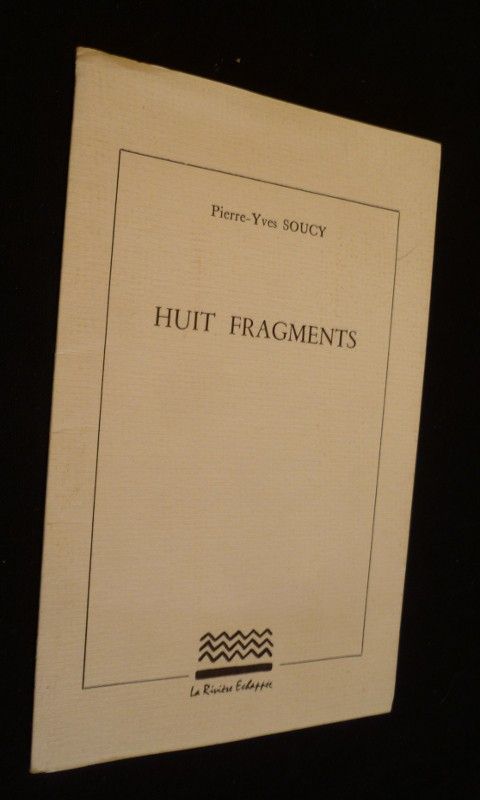 Pierre-Yves SOUCY
HUIT FRAGMENTS
La Rivière Echappée